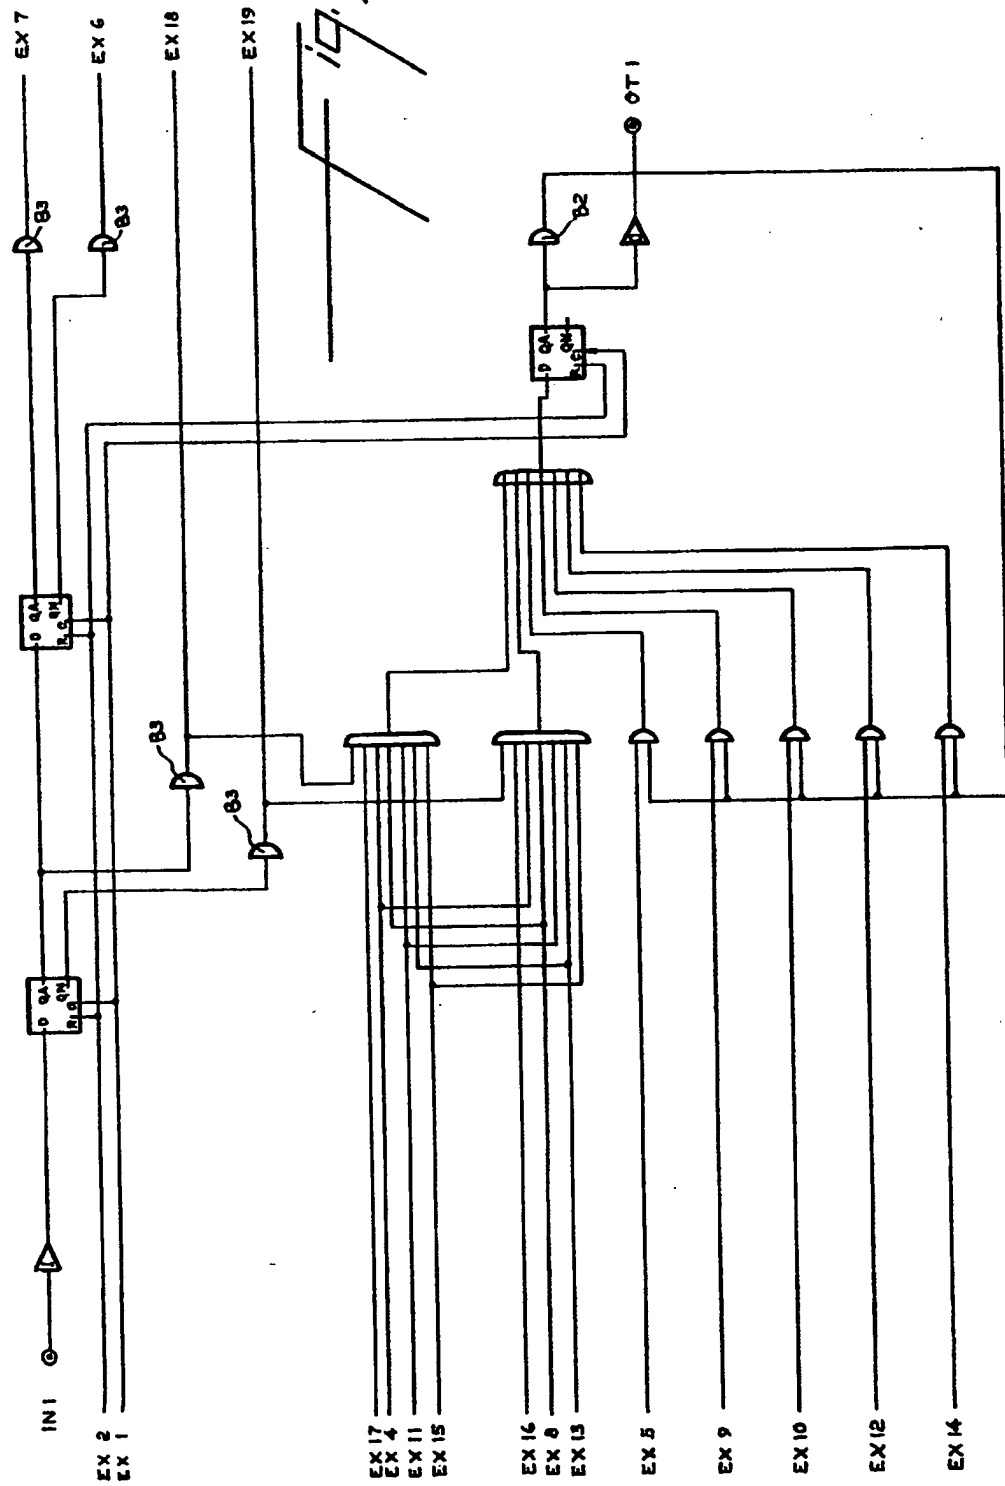 IN 1
EX 2
EX 1
EX 17
EX 4
EX 11
EX 15
EX 16
EX 8
EX 13
EX 5
EX 9
EX 10
EX 12
EX 14
D QA
QN
R C
B3
B3
D QA
QN
R C
D QA
QN
R C
B3
B3
B2
EX 7
EX 6
EX 18
EX 19
OT 1
Fig.